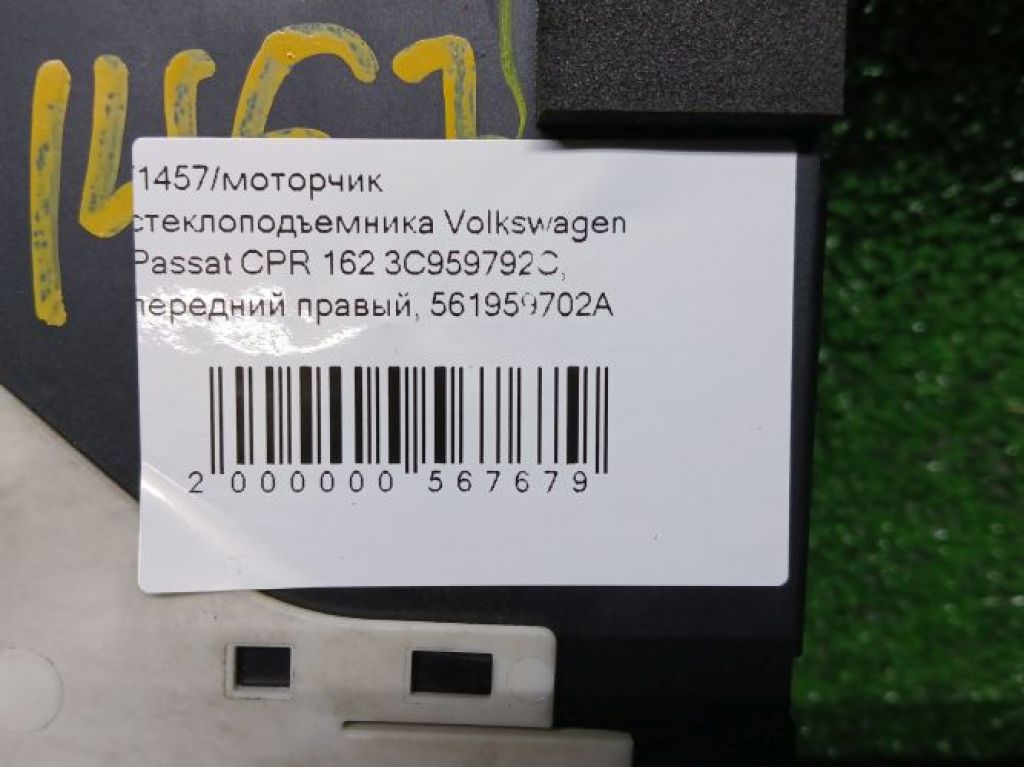 1457/моторчик
стеклоподъемника Volkswagen
Passat CPR 162 3C959792C,
передний правый, 561959702A
2 000000 567679